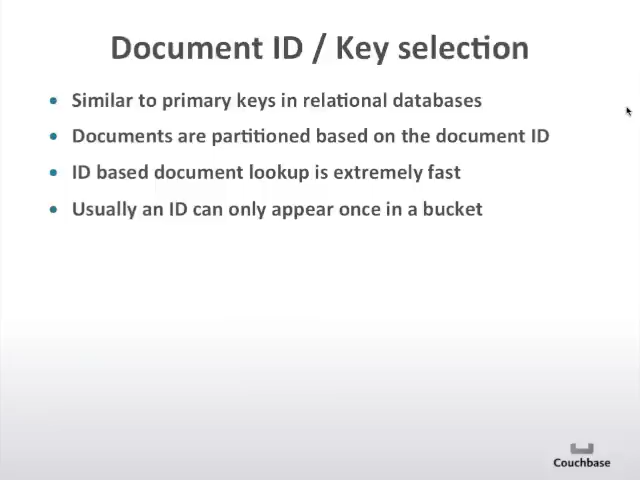 Document ID / Key selection
• Similar to primary keys in relational databases
• Documents are partitioned based on the document ID
• ID based document lookup is extremely fast
• Usually an ID can only appear once in a bucket
Couchbase